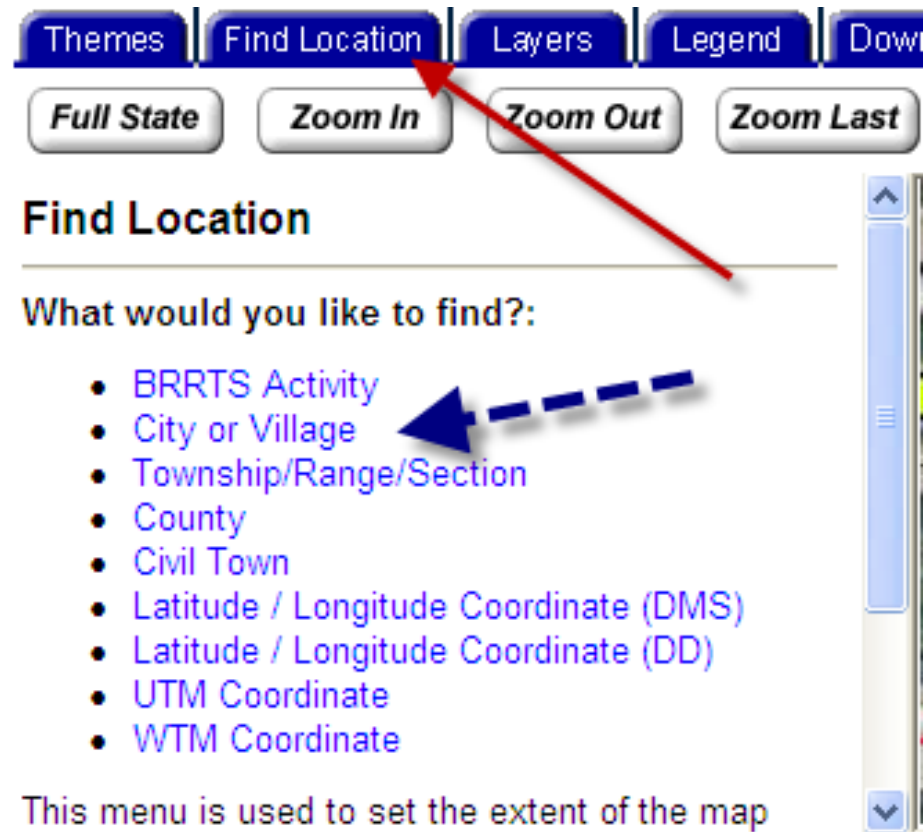 Themes Find Location Layers Legend Down
Full State Zoom In Zoom Out Zoom Last
Find Location
What would you like to find?:
• BRRTS Activity
• City or Village
• Township/Range/Section
• County
• Civil Town
• Latitude / Longitude Coordinate (DMS)
• Latitude / Longitude Coordinate (DD)
• UTM Coordinate
• WTM Coordinate
This menu is used to set the extent of the map